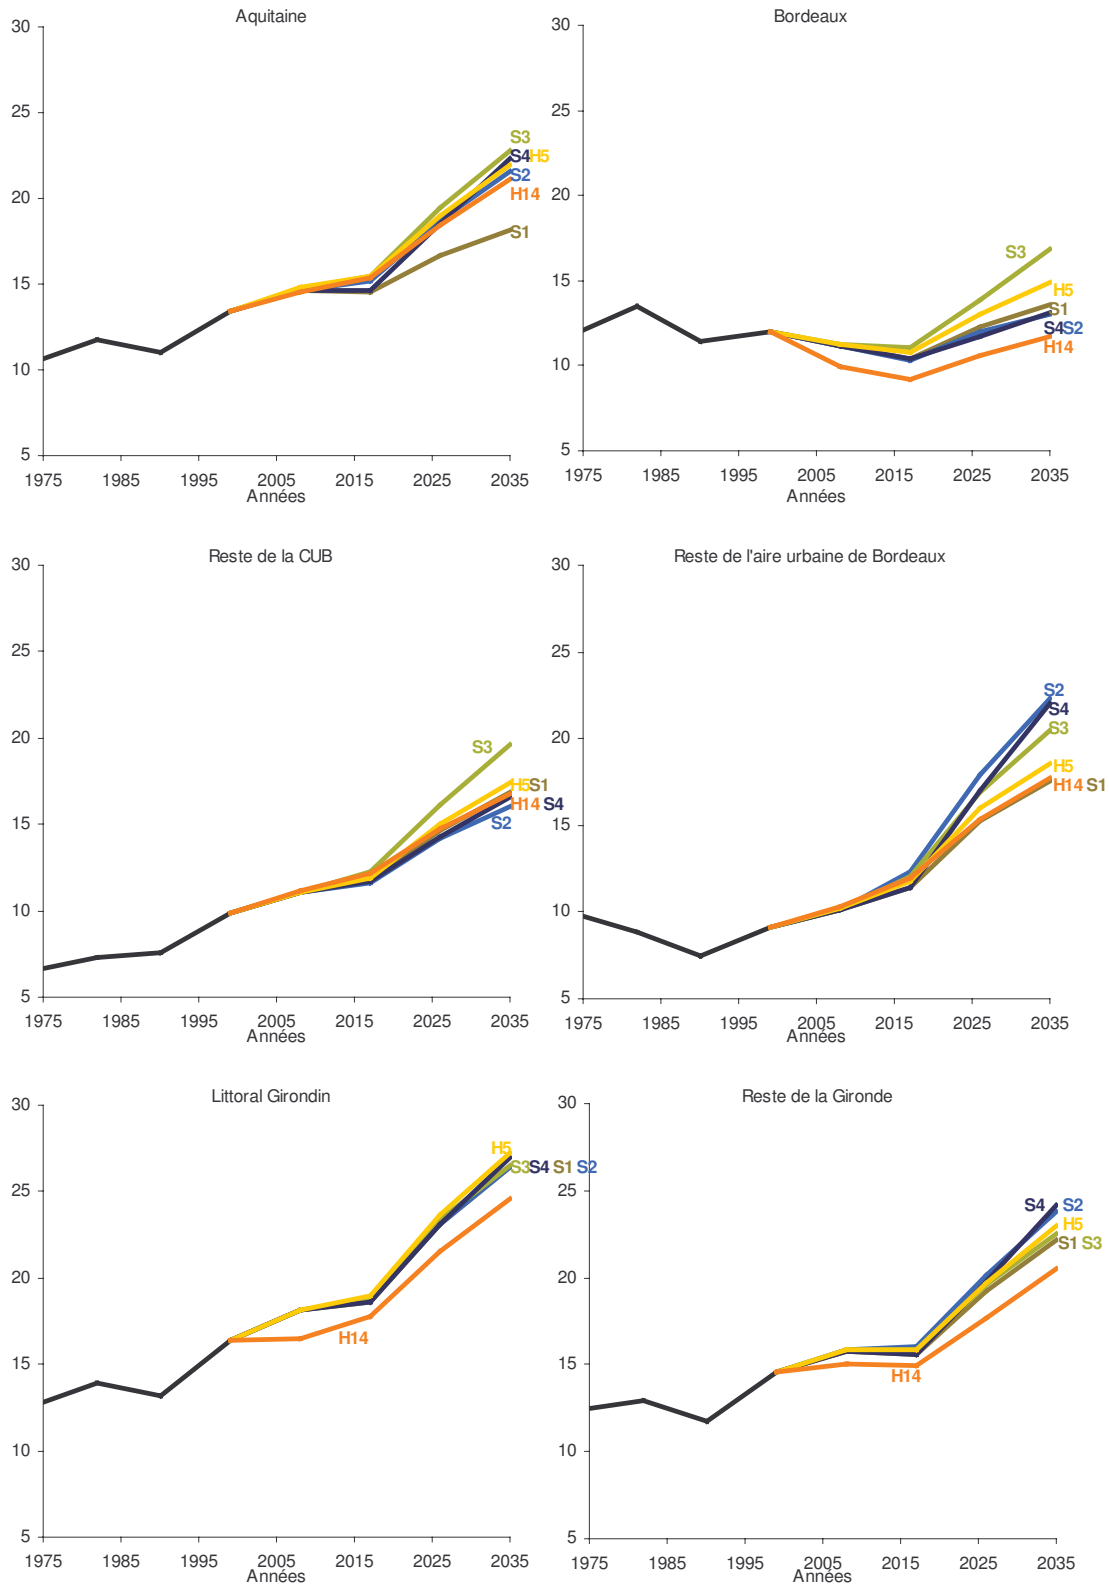 Aquitaine
30
25
20
15
10
5
S3
S4 H5
S2
H14
S1
1975 1985 1995 2005 2015 2025 2035
Années
Bordeaux
30
25
20
15
10
5
S3
H5
S1
S4 S2
H14
1975 1985 1995 2005 2015 2025 2035
Années
Reste de la CUB
30
25
20
15
10
5
S3
H5 S1
H14 S4
S2
1975 1985 1995 2005 2015 2025 2035
Années
Reste de l'aire urbaine de Bordeaux
30
25
20
15
10
5
S2
S4
S3
H5
H14 S1
1975 1985 1995 2005 2015 2025 2035
Années
Littoral Girondin
30
25
20
15
10
5
H5
S3 S4 S1 S2
H14
1975 1985 1995 2005 2015 2025 2035
Années
Reste de la Gironde
30
25
20
15
10
5
S4 S2
H5
S1 S3
H14
1975 1985 1995 2005 2015 2025 2035
Années